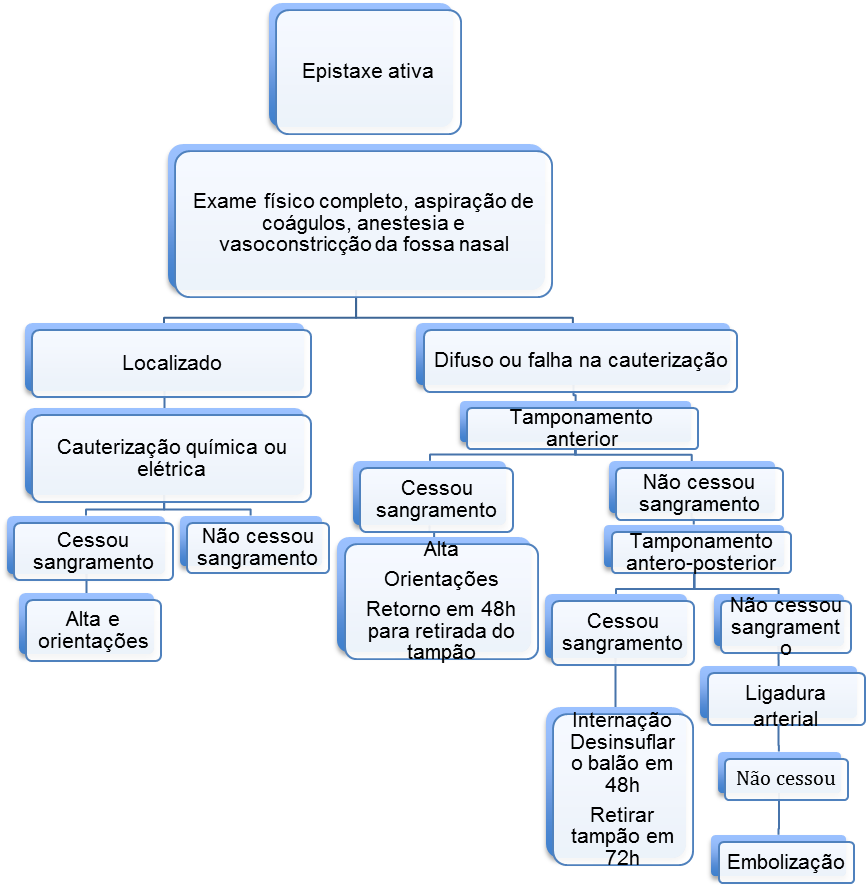 Epistaxe ativa
Exame físico completo, aspiração de
coágulos, anestesia e
vasoconstricção da fossa nasal
Localizado
Difuso ou falha na cauterização
Cauterização química ou
elétrica
Tamponamento
anterior
Cessou
sangramento
Não cessou
sangramento
Cessou
sangramento
Não cessou
sangramento
Alta e
orientações
Alta
Orientações
Retorno em 48h
para retirada do
tampão
Tamponamento
antero-posterior
Cessou
sangramento
Não cessou
sangrament
o
Internação
Desinsuflar
o balão em
48h
Retirar
tampão em
72h
Ligadura
arterial
Não cessou
Embolização